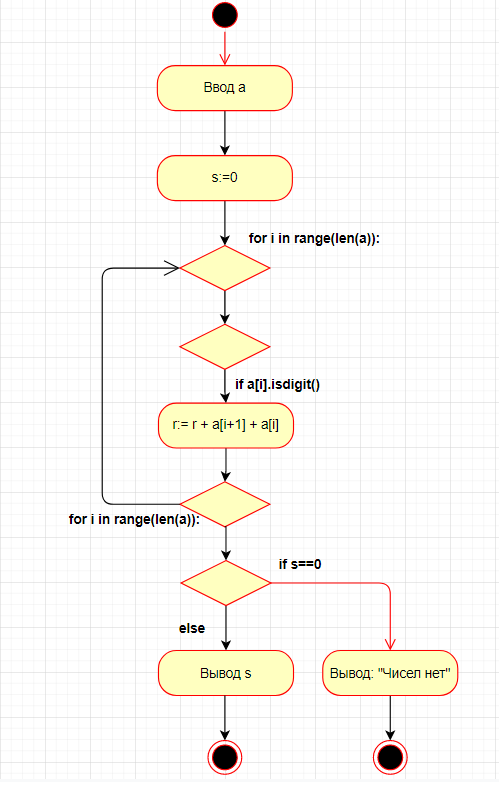 Ввод a
s:=0
for i in range(len(a)):
if a[i].isdigit()
r:= r + a[i+1] + a[i]
for i in range(len(a)):
if s==0
else
Вывод s
Вывод: "Чисел нет"